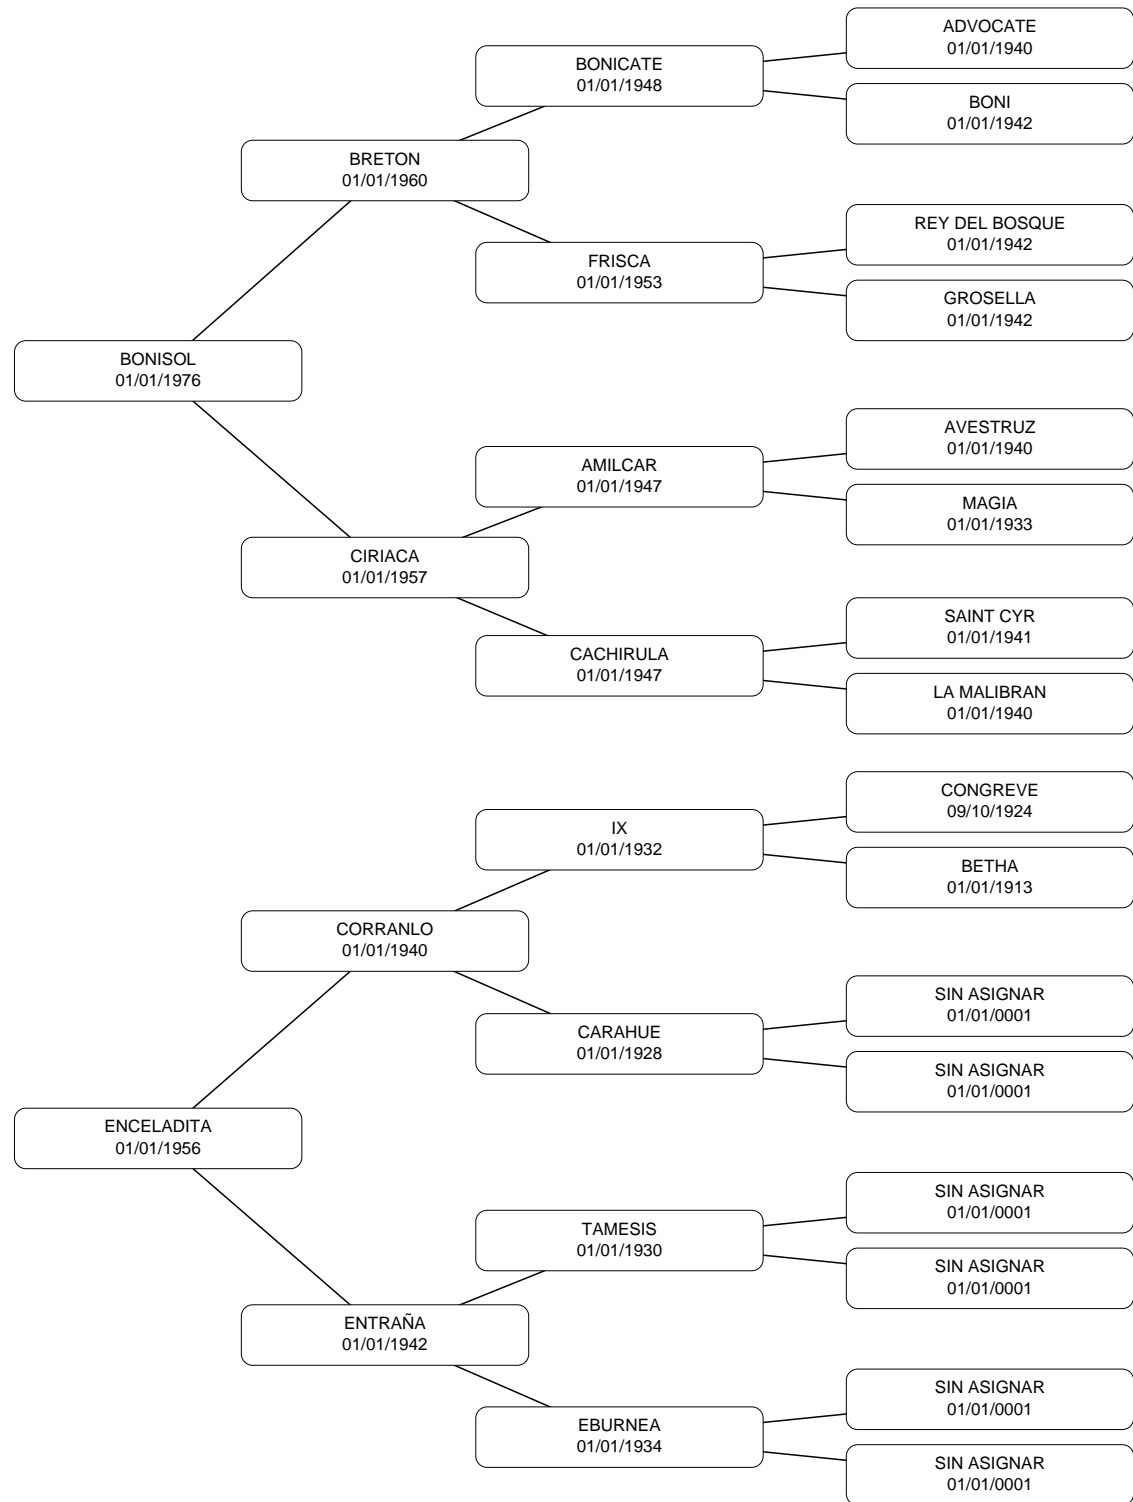 ADVOCATE
01/01/1940
BONICATE
01/01/1948
BONI
01/01/1942
BRETON
01/01/1960
REY DEL BOSQUE
01/01/1942
FRISCA
01/01/1953
GROSELLA
01/01/1942
BONISOL
01/01/1976
AVESTRUZ
01/01/1940
AMILCAR
01/01/1947
MAGIA
01/01/1933
CIRIACA
01/01/1957
SAINT CYR
01/01/1941
CACHIRULA
01/01/1947
LA MALIBRAN
01/01/1940
CONGREVE
09/10/1924
IX
01/01/1932
BETHA
01/01/1913
CORRANLO
01/01/1940
SIN ASIGNAR
01/01/0001
CARAHUE
01/01/1928
SIN ASIGNAR
01/01/0001
ENCELADITA
01/01/1956
SIN ASIGNAR
01/01/0001
TAMESIS
01/01/1930
SIN ASIGNAR
01/01/0001
ENTRAÑA
01/01/1942
SIN ASIGNAR
01/01/0001
EBURNEA
01/01/1934
SIN ASIGNAR
01/01/0001